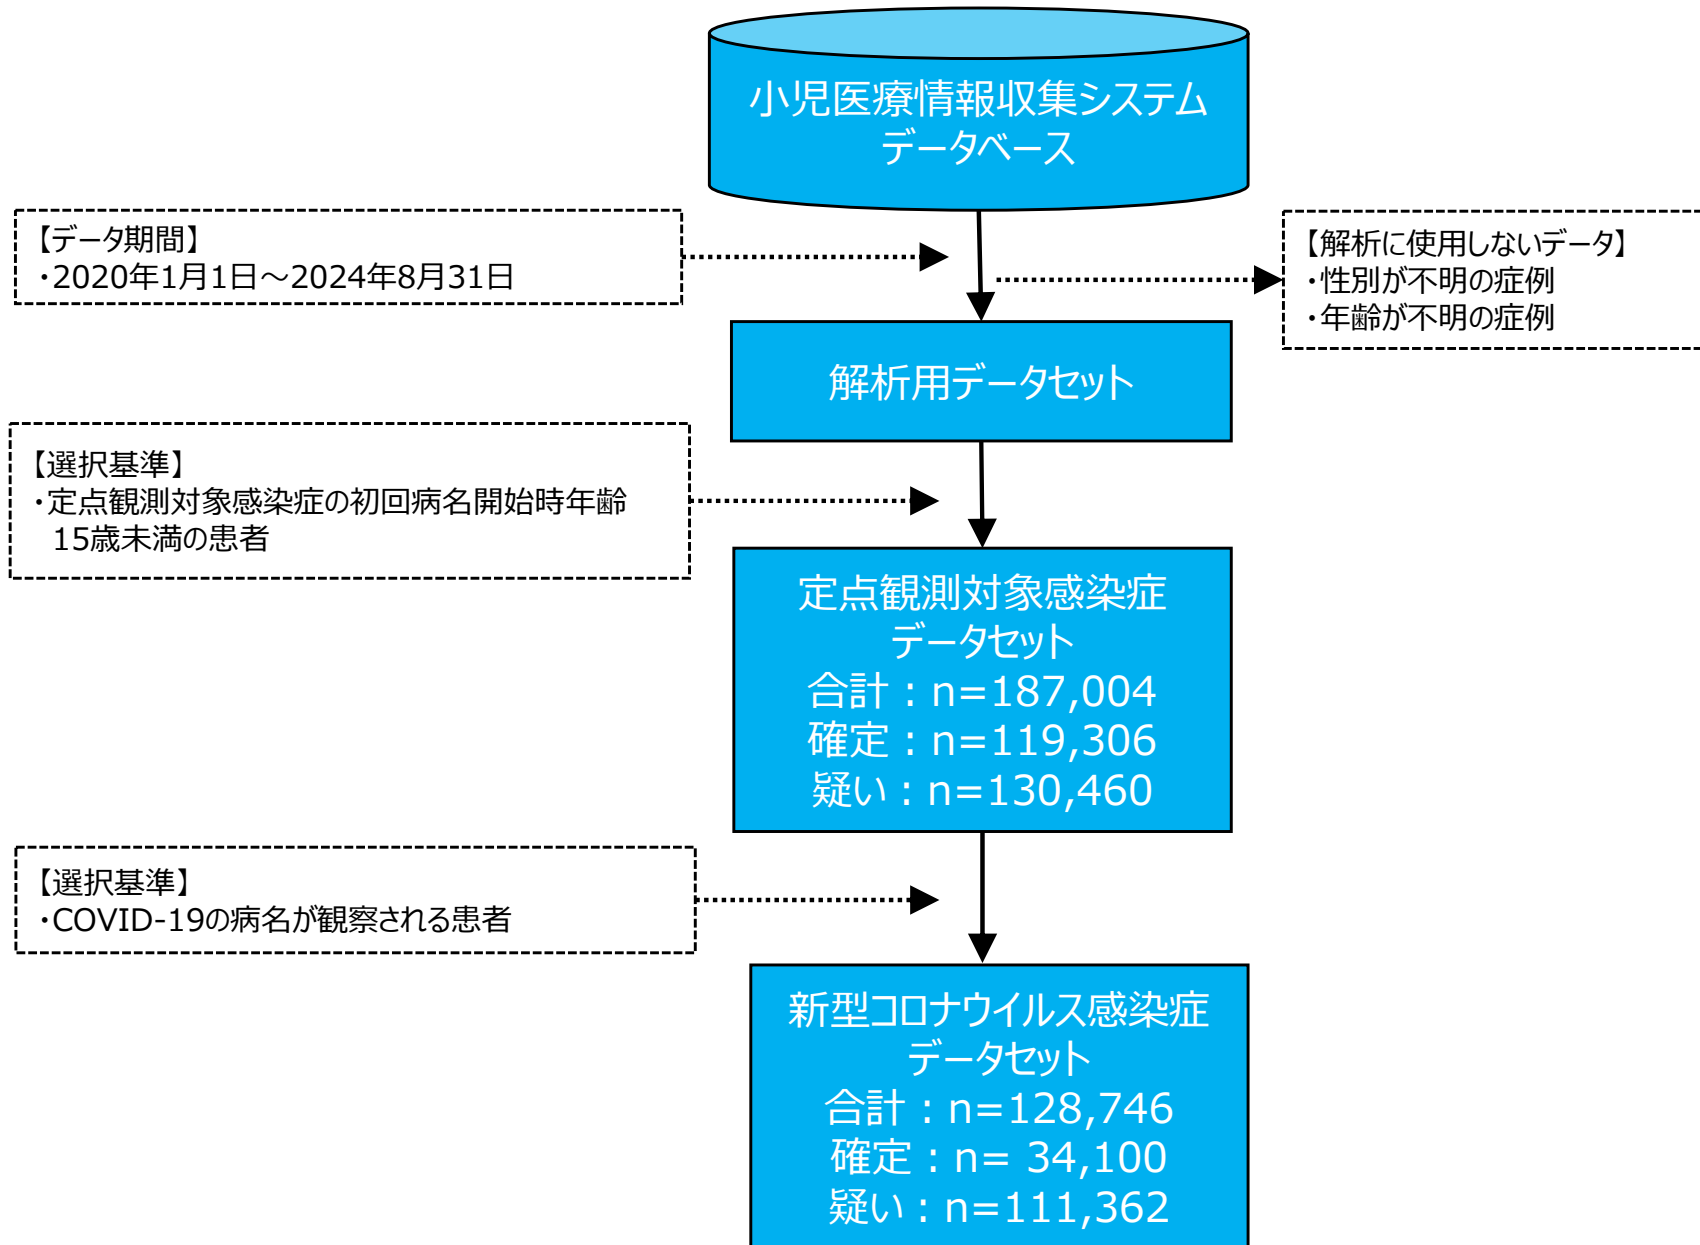 小児医療情報収集システム
データベース
【データ期間】
・2020年1月1日～2024年8月31日
【解析に使用しないデータ】
・性別が不明の症例
・年齢が不明の症例
解析用データセット
【選択基準】
・定点観測対象感染症の初回病名開始時年齢
15歳未満の患者
定点観測対象感染症
データセット
合計：n=187,004
確定：n=119,306
疑い：n=130,460
【選択基準】
・COVID-19の病名が観察される患者
新型コロナウイルス感染症
データセット
合計：n=128,746
確定：n= 34,100
疑い：n=111,362